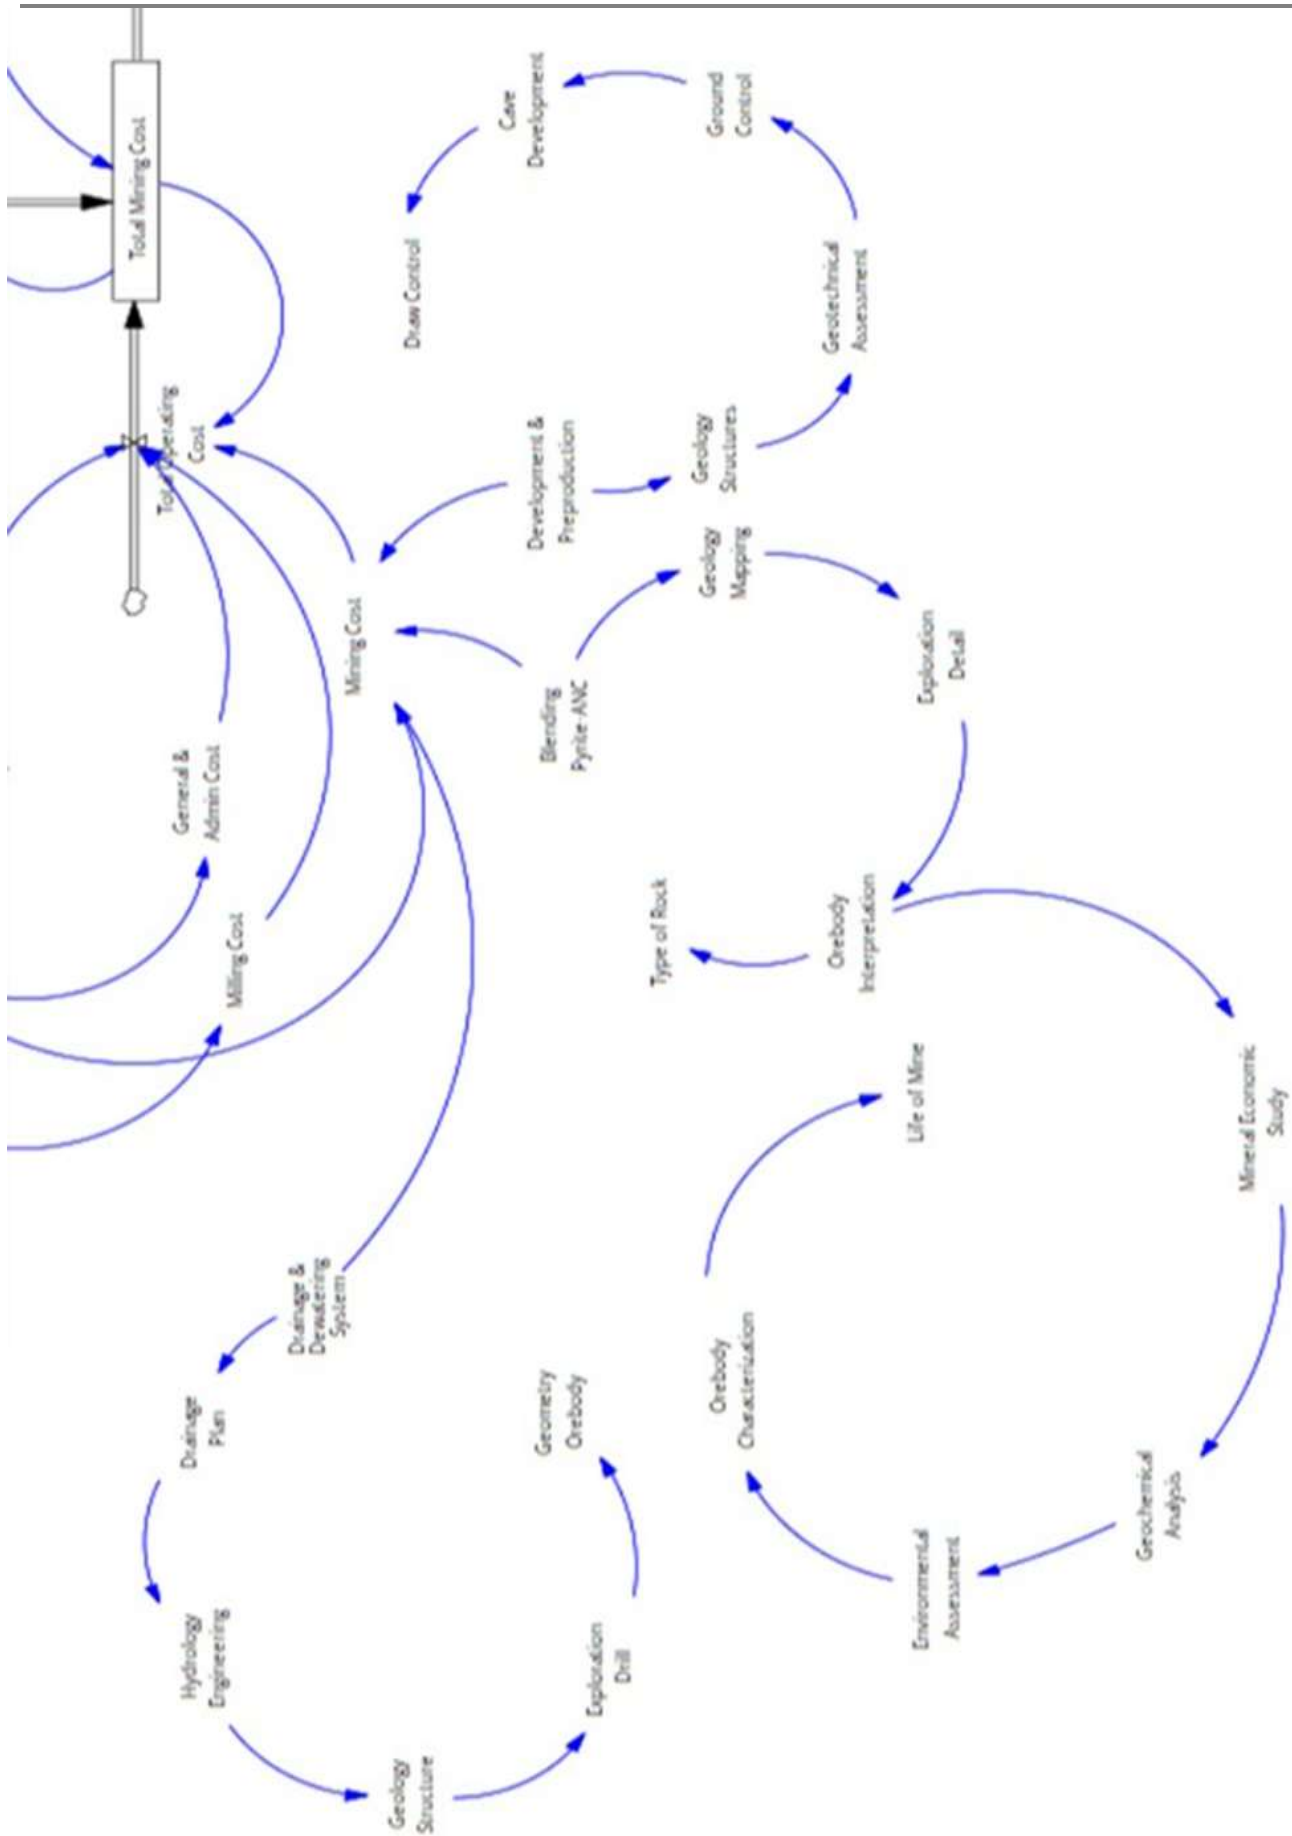 Total Mining Cost
Total Operating
Cost
General &
Admin Cost
Milling Cost
Mining Cost
Cave
Development
Ground
Control
Draw Control
Geotechnical
Assessment
Development &
Preproduction
Geology
Structures
Geology
Mapping
Blending
Pyrite-ANC
Exploration
Detail
Type of Rock
Orebody
Interpretation
Life of Mine
Mineral Economic
Study
Drainage &
Dewatering
System
Drainage
Plan
Geometry
Orebody
Orebody
Characterization
Hydrology
Engineering
Exploration
Drill
Geology
Structure
Environmental
Assessment
Geochemical
Analysis